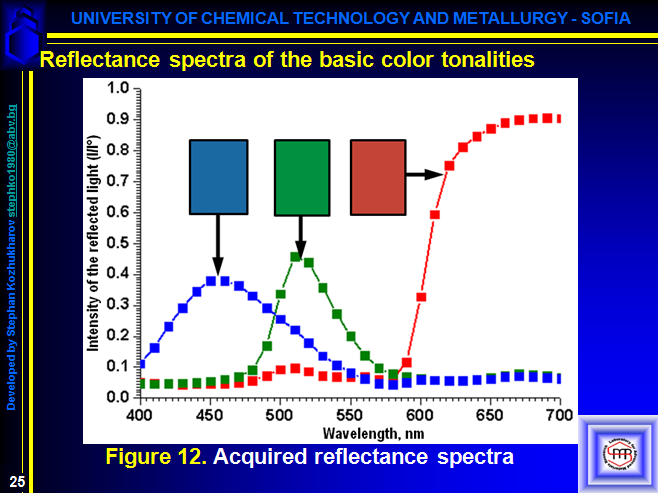 UNIVERSITY OF CHEMICAL TECHNOLOGY AND METALLURGY - SOFIA
Reflectance spectra of the basic color tonalities
Developed by Stephan Kozhukharov stephko1980@abv.bg
Intensity of the reflected light (I/Iº)
1.0
0.9
0.8
0.7
0.6
0.5
0.4
0.3
0.2
0.1
0.0
400 450 500 550 600 650 700
Wavelength, nm
Figure 12. Acquired reflectance spectra
25